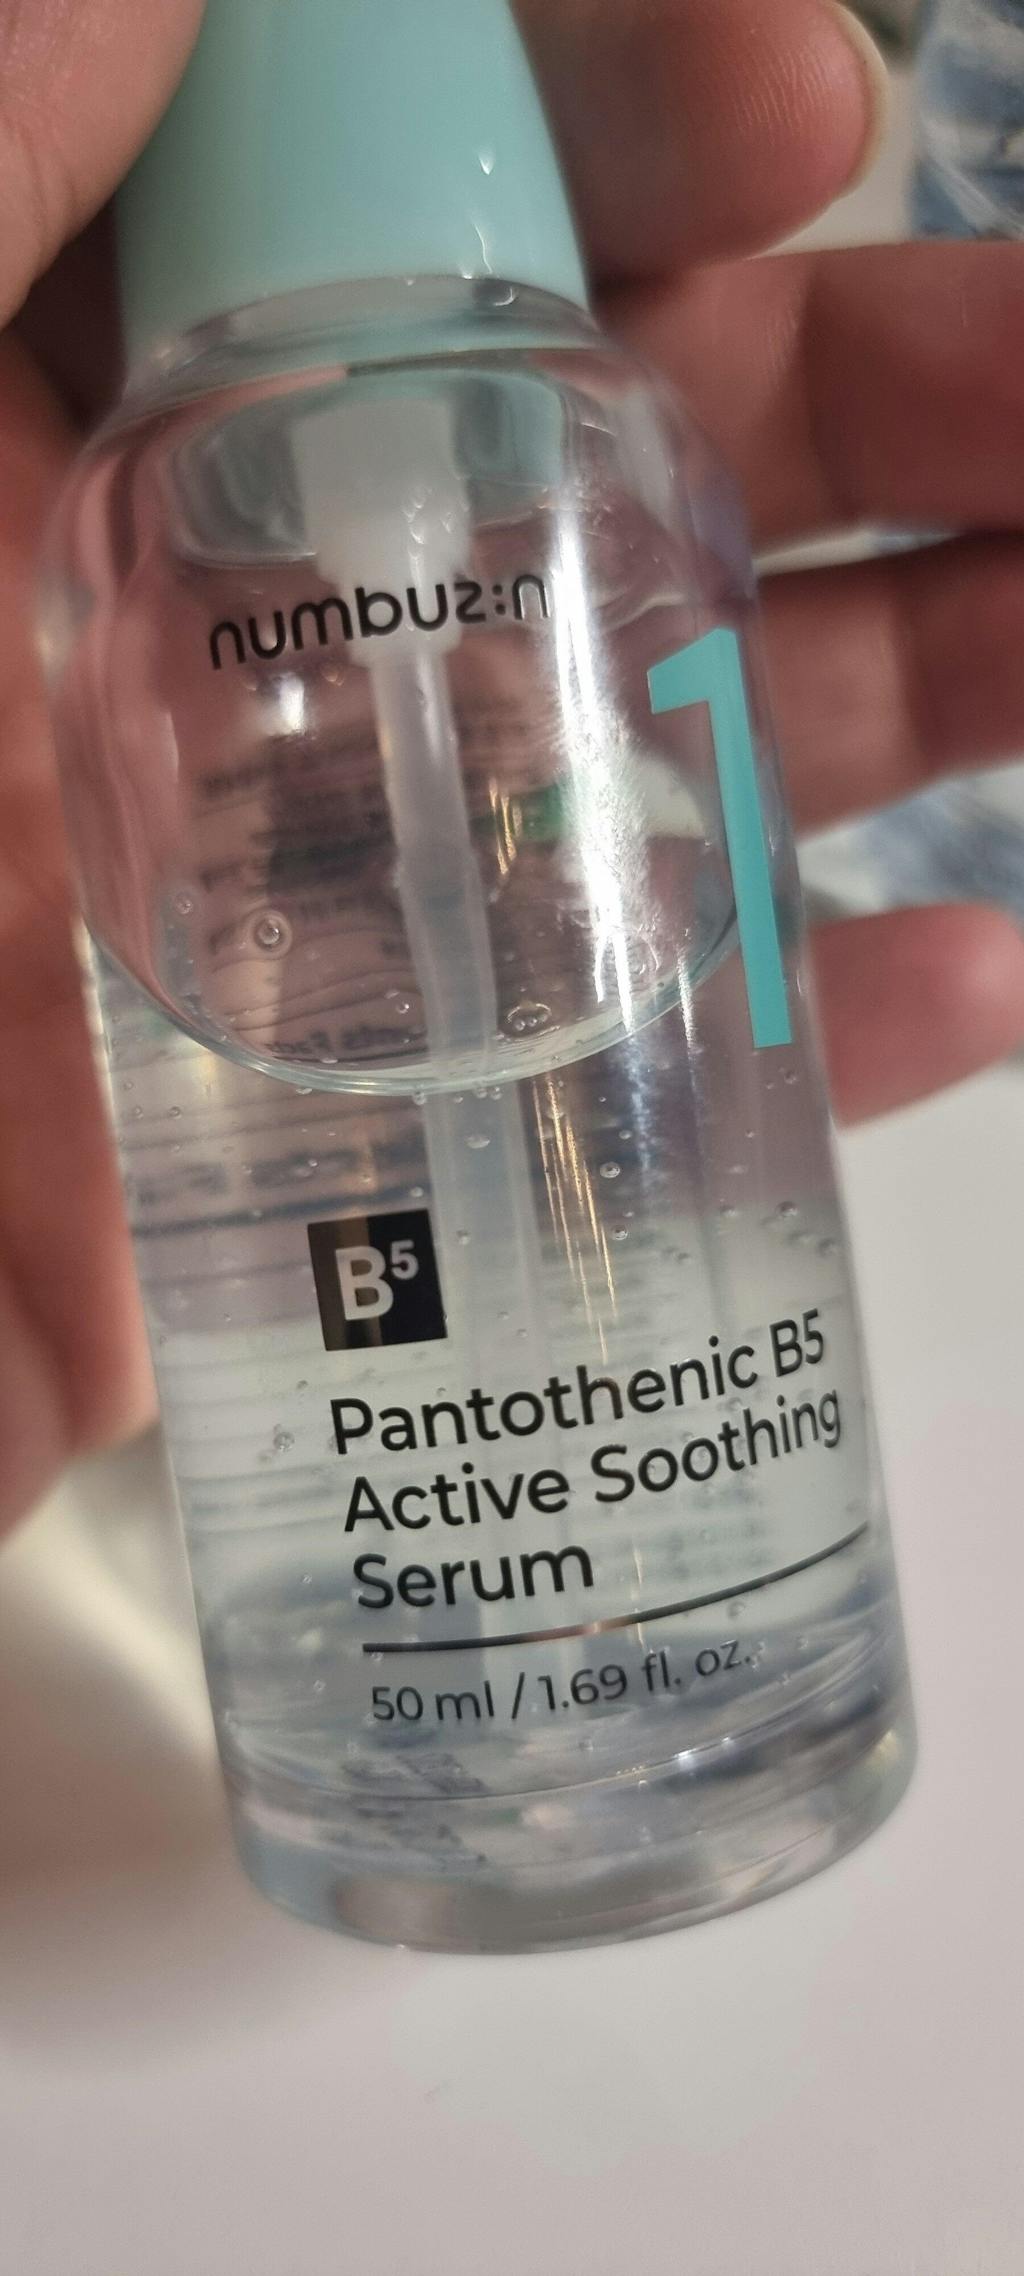 numbuz:n
1
B5
Pantothenic B5
Active Soothing
Serum
50 ml / 1.69 fl. oz.